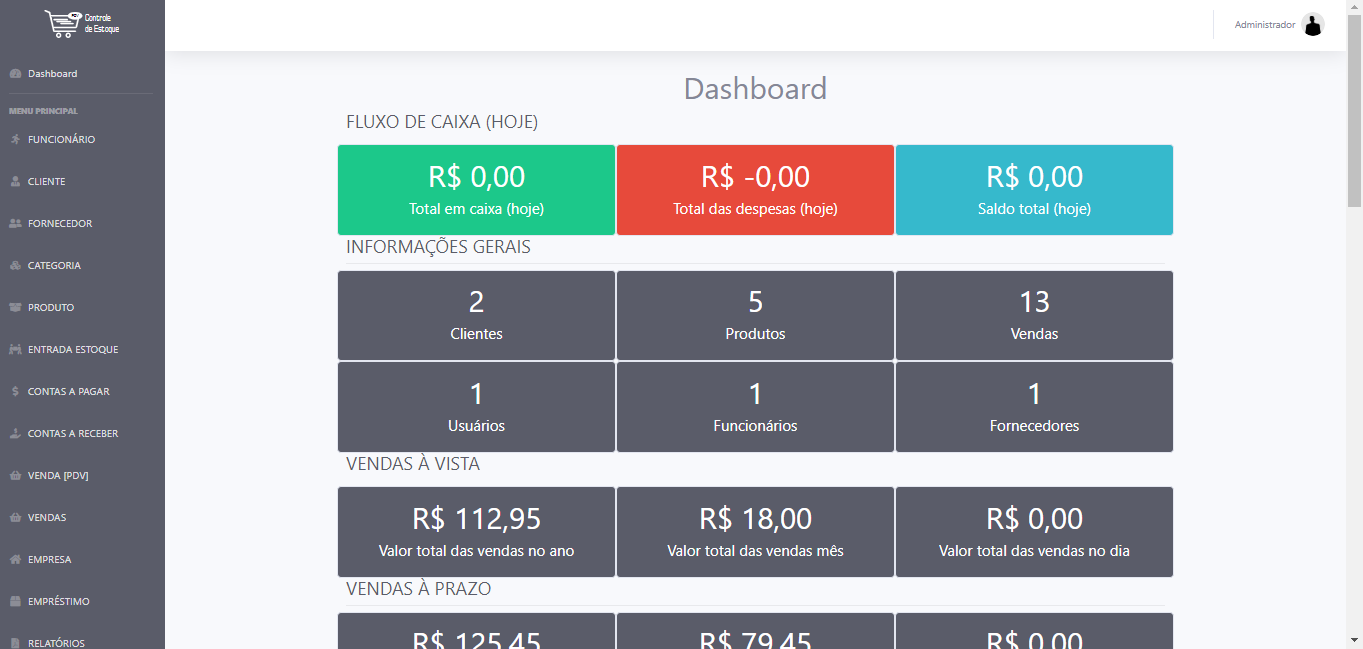 Controle
de Estoque
Administrador
Dashboard
MENU PRINCIPAL
FUNCIONÁRIO
CLIENTE
FORNECEDOR
CATEGORIA
PRODUTO
ENTRADA ESTOQUE
CONTAS A PAGAR
CONTAS A RECEBER
VENDA [PDV]
VENDAS
EMPRESA
EMPRÉSTIMO
RELATÓRIOS
Dashboard
FLUXO DE CAIXA (HOJE)
R$ 0,00
Total em caixa (hoje)
R$ -0,00
Total das despesas (hoje)
R$ 0,00
Saldo total (hoje)
INFORMAÇÕES GERAIS
2
Clientes
5
Produtos
13
Vendas
1
Usuários
1
Funcionários
1
Fornecedores
VENDAS À VISTA
R$ 112,95
Valor total das vendas no ano
R$ 18,00
Valor total das vendas mês
R$ 0,00
Valor total das vendas no dia
VENDAS À PRAZO
R$ 125,45
R$ 79,45
R$ 0,00